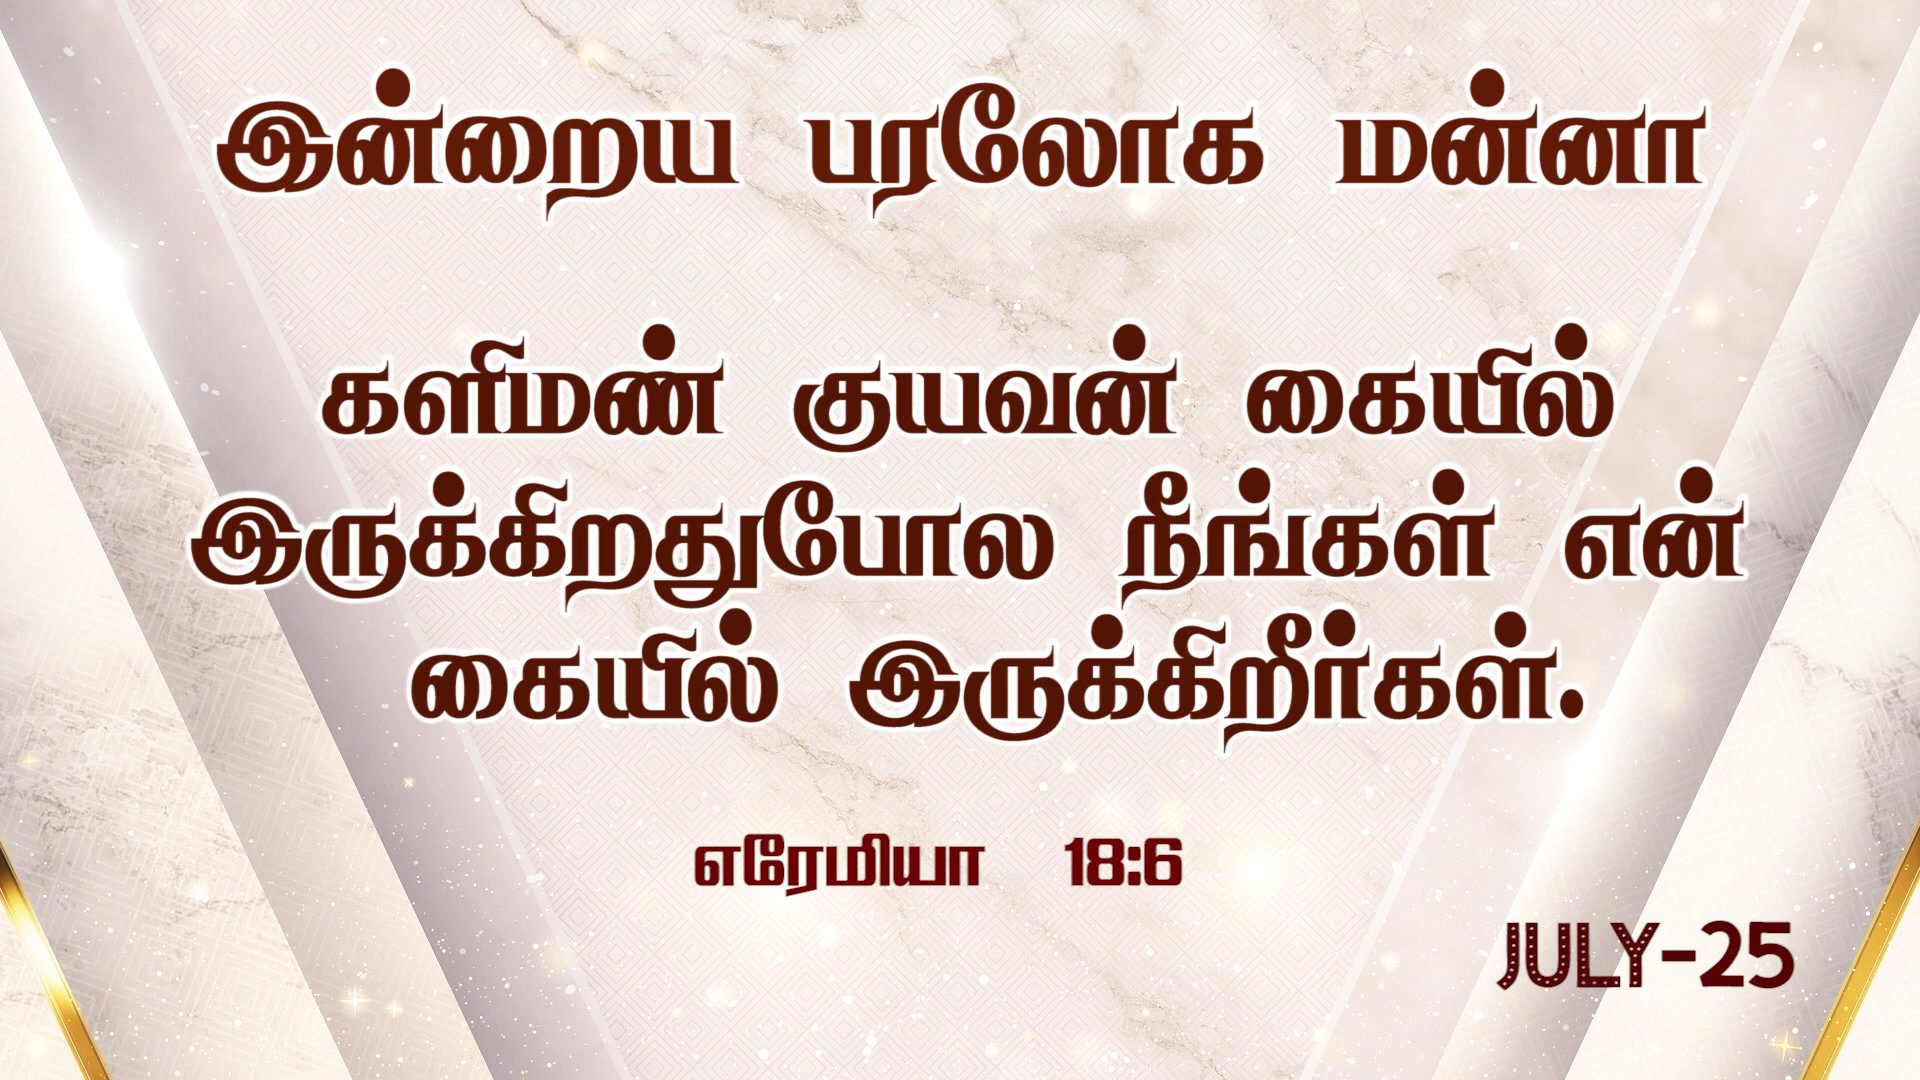 இன்றைய பரலோக மன்னா
களிமண் குயவன் கையில்
இருக்கிறதுபோல நீங்கள் என்
கையில் இருக்கிறீர்கள்.
எரேமியா 18:6
JULY-25